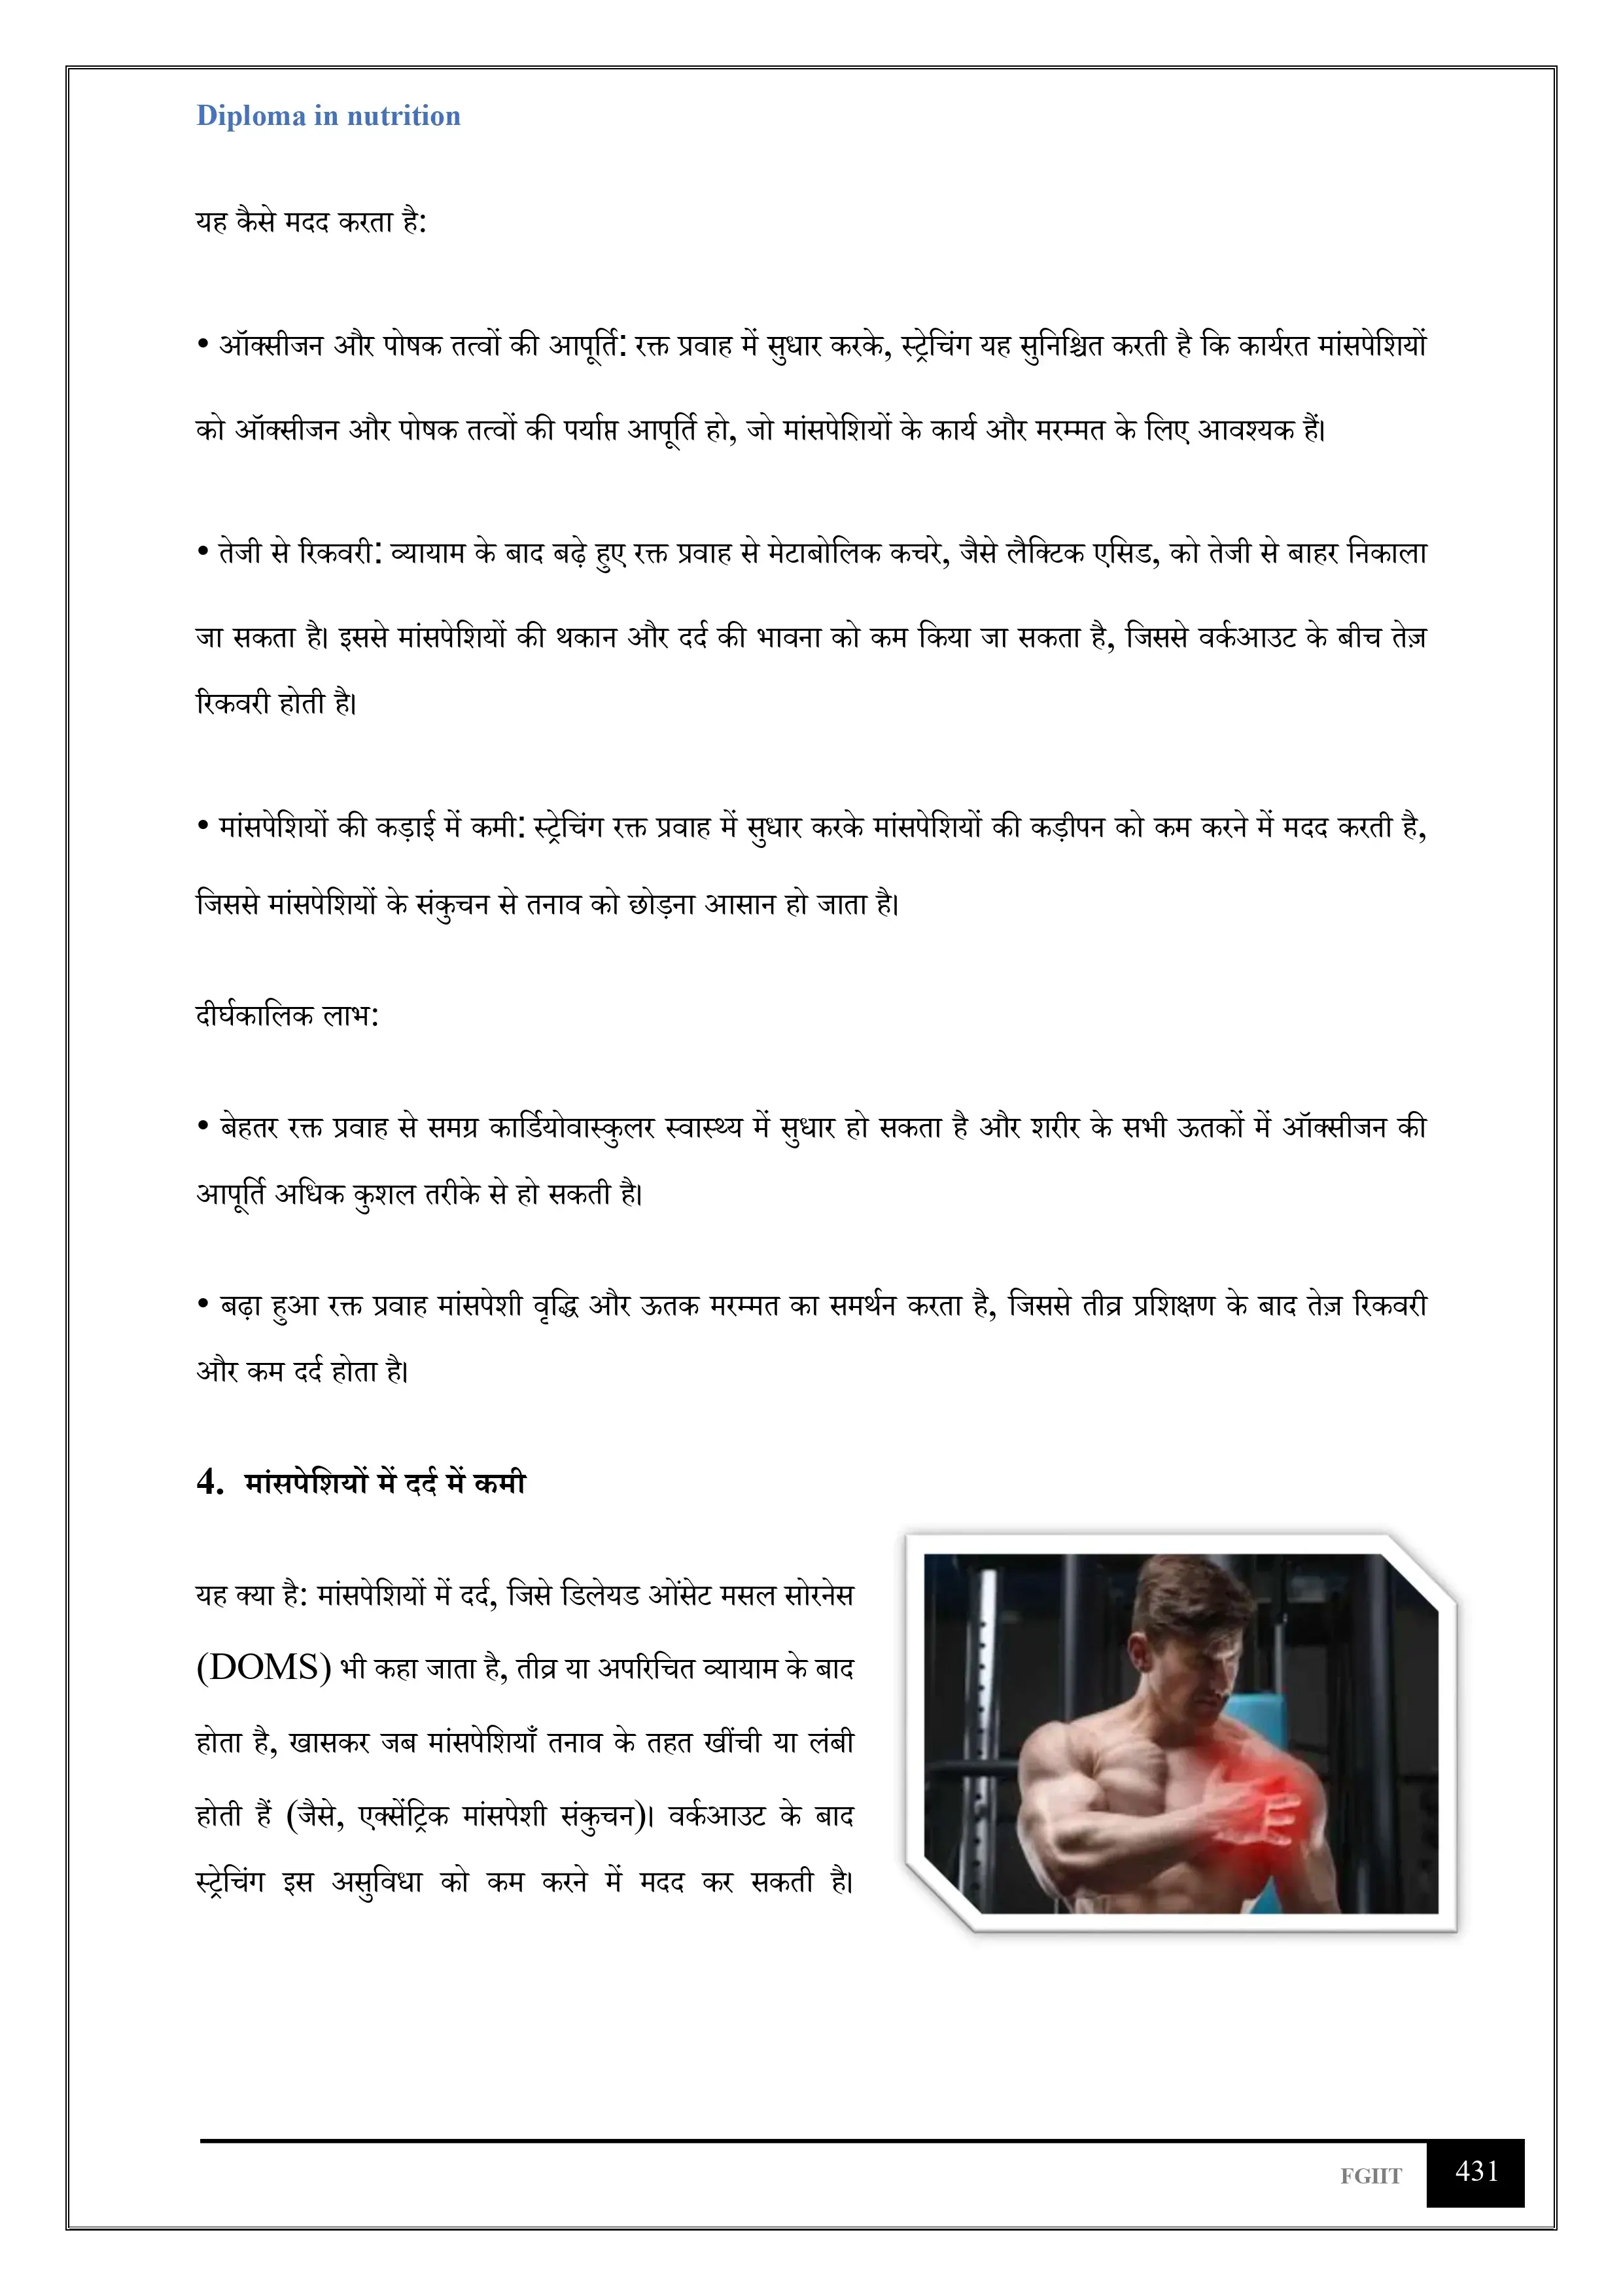 Diploma in nutrition
यह कैसे मदद करता है:
• ऑक्सीजन और पोषक तत्वों की आपूर्ति: रक्त प्रवाह में सुधार करके, स्ट्रेचिंग यह सुनिश्चित करती है कि कार्यरत मांसपेशियों
को ऑक्सीजन और पोषक तत्वों की पर्याप्त आपूर्ति हो, जो मांसपेशियों के कार्य और मरम्मत के लिए आवश्यक हैं।
• तेजी से रिकवरी: व्यायाम के बाद बढ़े हुए रक्त प्रवाह से मेटाबोलिक कचरे, जैसे लैक्टिक एसिड, को तेजी से बाहर निकाला
जा सकता है। इससे मांसपेशियों की थकान और दर्द की भावना को कम किया जा सकता है, जिससे वर्कआउट के बीच तेज़
रिकवरी होती है।
• मांसपेशियों की कड़ाई में कमी: स्ट्रेचिंग रक्त प्रवाह में सुधार करके मांसपेशियों की कड़ीपन को कम करने में मदद करती है,
जिससे मांसपेशियों के संकुचन से तनाव को छोड़ना आसान हो जाता है।
दीर्घकालिक लाभ:
• बेहतर रक्त प्रवाह से समग्र कार्डियोवास्कुलर स्वास्थ्य में सुधार हो सकता है और शरीर के सभी ऊतकों में ऑक्सीजन की
आपूर्ति अधिक कुशल तरीके से हो सकती है।
• बढ़ा हुआ रक्त प्रवाह मांसपेशी वृद्धि और ऊतक मरम्मत का समर्थन करता है, जिससे तीव्र प्रशिक्षण के बाद तेज़ रिकवरी
और कम दर्द होता है।
4. मांसपेशियों में दर्द में कमी
यह क्या है: मांसपेशियों में दर्द, जिसे डिलेयड ओंसेट मसल सोरनेस
(DOMS) भी कहा जाता है, तीव्र या अपरिचित व्यायाम के बाद
होता है, खासकर जब मांसपेशियाँ तनाव के तहत खींची या लंबी
होती हैं (जैसे, एक्सेंट्रिक मांसपेशी संकुचन)। वर्कआउट के बाद
स्ट्रेचिंग इस असुविधा को कम करने में मदद कर सकती है।
FGIIT 431